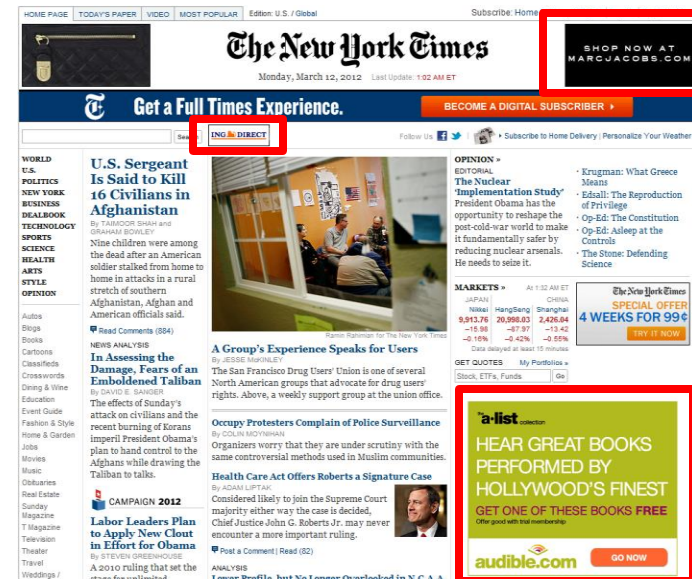 HOME PAGE TODAY'S PAPER VIDEO MOST POPULAR Edition: U.S. / Global
Subscribe: Home
The New York Times
Monday, March 12, 2012 Last Update: 1:02 AM ET
SHOP NOW AT
MARCJACOBS.COM
Get a Full Times Experience.
BECOME A DIGITAL SUBSCRIBER
ING DIRECT
Follow Us
Subscribe to Home Delivery | Personalize Your Weather
WORLD
U.S.
POLITICS
NEW YORK
BUSINESS
DEALBOOK
TECHNOLOGY
SPORTS
SCIENCE
HEALTH
ARTS
STYLE
OPINION
Autos
Blogs
Books
Cartoons
Classifieds
Crosswords
Dining & Wine
Education
Event Guide
Fashion & Style
Home & Garden
Jobs
Movies
Music
Obituaries
Real Estate
Sunday
Magazine
T Magazine
Television
Theater
Travel
Weddings /
U.S. Sergeant
Is Said to Kill
16 Civilians in
Afghanistan
By TAIMOOR SHAH and
GRAHAM BOWLEY
Nine children were among
the dead after an American
soldier stalked from home to
home in attacks in a rural
stretch of southern
Afghanistan, Afghan and
American officials said.
Read Comments (884)
NEWS ANALYSIS
In Assessing the
Damage, Fears of an
Emboldened Taliban
By DAVID E. SANGER
The effects of Sunday's
attack on civilians and the
recent burning of Korans
imperil President Obama's
plan to hand control to the
Afghans while drawing the
Taliban to talks.
CAMPAIGN 2012
Labor Leaders Plan
to Apply New Clout
in Effort for Obama
By STEVEN GREENHOUSE
A 2010 ruling that set the
stage for unlimited
Ramin Rahimian for The New York Times
A Group's Experience Speaks for Users
By JESSE McKINLEY
The San Francisco Drug Users' Union is one of several
North American groups that advocate for drug users'
rights. Above, a weekly support group at the union office.
Occupy Protesters Complain of Police Surveillance
By COLIN MOYNIHAN
Organizers worry that they are under scrutiny with the
same controversial methods used in Muslim communities.
Health Care Act Offers Roberts a Signature Case
By ADAM LIPTAK
Considered likely to join the Supreme Court
majority either way the case is decided,
Chief Justice John G. Roberts Jr. may never
encounter a more important ruling.
Post a Comment | Read (82)
ANALYSIS
Lower Profile, but No Longer Overlooked in N.C.A.A.
OPINION »
EDITORIAL
The Nuclear
'Implementation Study'
President Obama has the
opportunity to reshape the
post-cold-war world to make
it fundamentally safer by
reducing nuclear arsenals.
He needs to seize it.
· Krugman: What Greece
Means
· Edsall: The Reproduction
of Privilege
· Op-Ed: The Constitution
· Op-Ed: Asleep at the
Controls
· The Stone: Defending
Science
MARKETS » At 1:32 AM ET
JAPAN CHINA
Nikkei HangSeng Shanghai
9,913.76 20,998.03 2,426.04
-15.98 -87.97 -13.42
-0.16% -0.42% -0.55%
Data delayed at least 15 minutes
GET QUOTES My Portfolios »
Stock, ETFs, Funds Go
The New York Times
SPECIAL OFFER
4 WEEKS FOR 99¢
TRY IT NOW
a-list collection
HEAR GREAT BOOKS
PERFORMED BY
HOLLYWOOD'S FINEST
GET ONE OF THESE BOOKS FREE
Offer good with trial membership
audible.com GO NOW